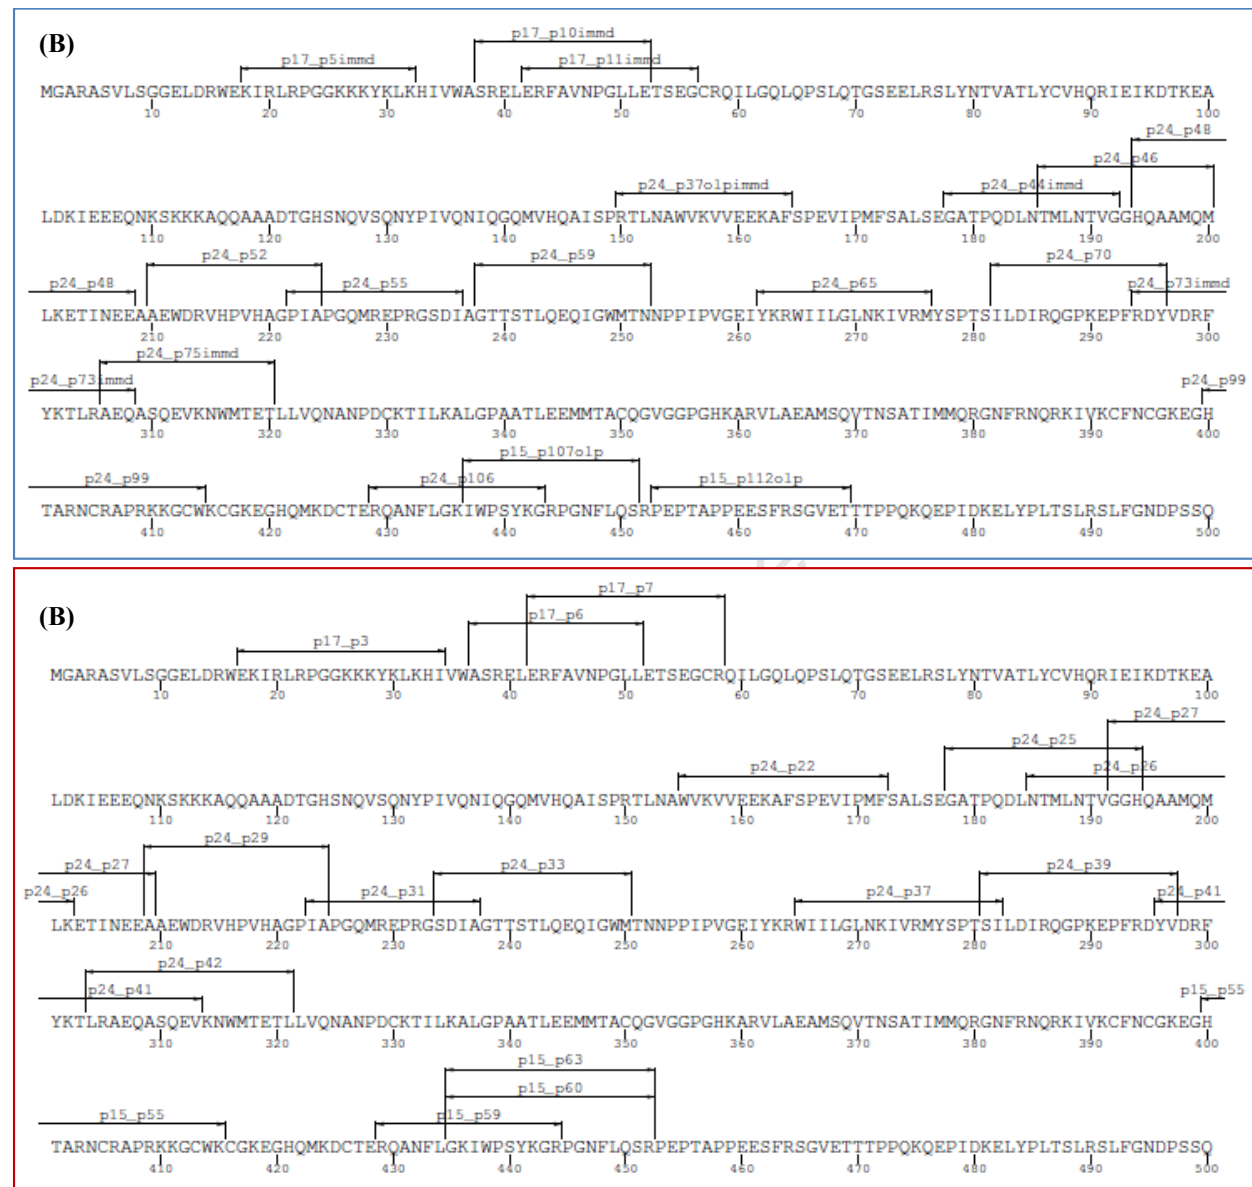 (B)
p17_p10immd
p17_p5immd p17_p11immd
MGARASVLSGGELDRWEKIRLRPGGKKKYKLKHIVWASRELERFAVNPGLLETSEGCRQILGQLQPSLQTGSEELRSLYNTVATLYCVHQRIEIKDTKEA
10 20 30 40 50 60 70 80 90 100
p24_p48
p24_p46
p24_p37olpimmd p24_p44immd
LDKIEEEQNKSKKKAQQAAADTGHSNQVSQNYPIVQNIQGQMVHQAISPRTLNAWVKVVEEKAFSPEVIPMFSALSEGATPQDLNTMLNTVGGHQAAMQM
110 120 130 140 150 160 170 180 190 200
p24_p52 p24_p59 p24_p70
p24_p48 p24_p55 p24_p65 p24_p73immd
LKETINEEAAEWDRVHPVHAGPIAPGQMREPRGSDIAGTTSTLQEQIGWMTNNPPIPVGEIYKRWIILGLNKIVRMYSPTSILDIRQGPKEPFRDYVDRF
210 220 230 240 250 260 270 280 290 300
p24_p75immd
p24_p73immd p24_p99
YKTLRAEQASQEVKNWMTETLLVQNANPDCKTILKALGPAATLEEMMTACQGVGGPGHKARVLAEAMSQVTNSATIMMQRGNFRNQRKIVKCFNCGKEGH
310 320 330 340 350 360 370 380 390 400
p15_p107olp
p24_p99 p24_p106 p15_p112olp
TARNCRAPRKKGCWKCGKEGHQMKDCTERQANFLGKIWPSYKGRPGNFLQSRPEPTAPPEESFRSGVETTTPPQKQEPIDKELYPLTSLRSLFGNDPSSQ
410 420 430 440 450 460 470 480 490 500
(B)
p17_p7
p17_p6
p17_p3
MGARASVLSGGELDRWEKIRLRPGGKKKYKLKHIVWASRELERFAVNPGLLETSEGCRQILGQLQPSLQTGSEELRSLYNTVATLYCVHQRIEIKDTKEA
10 20 30 40 50 60 70 80 90 100
p24_p27
p24_p25
p24_p22 p24_p26
LDKIEEEQNKSKKKAQQAAADTGHSNQVSQNYPIVQNIQGQMVHQAISPRTLNAWVKVVEEKAFSPEVIPMFSALSEGATPQDLNTMLNTVGGHQAAMQM
110 120 130 140 150 160 170 180 190 200
p24_p29
p24_p27 p24_p33 p24_p39
p24_p26 p24_p31 p24_p37 p24_p41
LKETINEEAAEWDRVHPVHAGPIAPGQMREPRGSDIAGTTSTLQEQIGWMTNNPPIPVGEIYKRWIILGLNKIVRMYSPTSILDIRQGPKEPFRDYVDRF
210 220 230 240 250 260 270 280 290 300
p24_p42
p24_p41 p15_p55
YKTLRAEQASQEVKNWMTETLLVQNANPDCKTILKALGPAATLEEMMTACQGVGGPGHKARVLAEAMSQVTNSATIMMQRGNFRNQRKIVKCFNCGKEGH
310 320 330 340 350 360 370 380 390 400
p15_p63
p15_p60
p15_p55 p15_p59
TARNCRAPRKKGCWKCGKEGHQMKDCTERQANFLGKIWPSYKGRPGNFLQSRPEPTAPPEESFRSGVETTTPPQKQEPIDKELYPLTSLRSLFGNDPSSQ
410 420 430 440 450 460 470 480 490 500